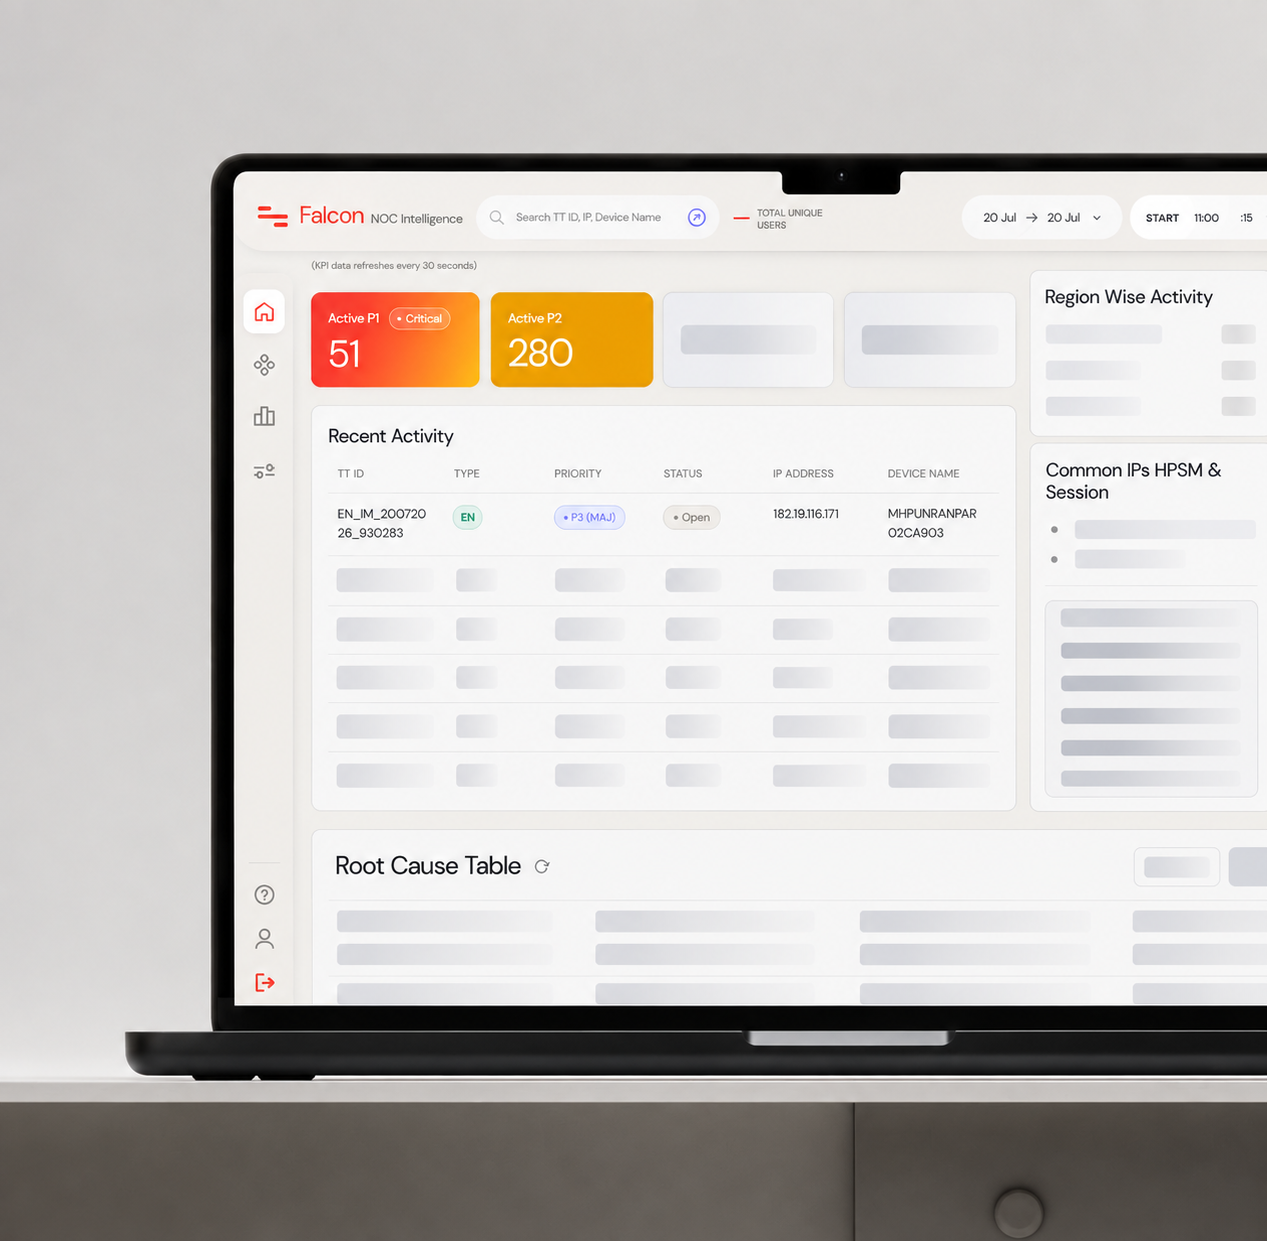 Falcon NOC Intelligence
Search TT ID, IP, Device Name
TOTAL UNIQUE
USERS
20 Jul → 20 Jul
START 11:00 :15
(KPI data refreshes every 30 seconds)
Active P1 • Critical
51
Active P2
280
Region Wise Activity
Recent Activity
TT ID TYPE PRIORITY STATUS IP ADDRESS DEVICE NAME
EN_IM_200720 EN • P3 (MAJ) • Open 182.19.116.171 MHPUNRANPAR
26_930283 02CA903
Common IPs HPSM &
Session
Root Cause Table